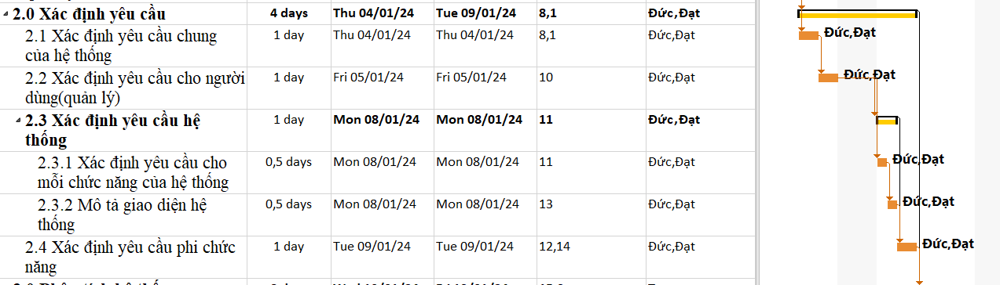 2.0 Xác định yêu cầu 4 days Thu 04/01/24 Tue 09/01/24 8,1 Đức,Đạt
2.1 Xác định yêu cầu chung 1 day Thu 04/01/24 Thu 04/01/24 8,1 Đức,Đạt Đức,Đạt
của hệ thống
2.2 Xác định yêu cầu cho người 1 day Fri 05/01/24 Fri 05/01/24 10 Đức,Đạt Đức,Đạt
dùng(quản lý)
2.3 Xác định yêu cầu hệ 1 day Mon 08/01/24 Mon 08/01/24 11 Đức,Đạt
thống
2.3.1 Xác định yêu cầu cho 0,5 days Mon 08/01/24 Mon 08/01/24 11 Đức,Đạt Đức,Đạt
mỗi chức năng của hệ thống
2.3.2 Mô tả giao diện hệ 0,5 days Mon 08/01/24 Mon 08/01/24 13 Đức,Đạt Đức,Đạt
thống
2.4 Xác định yêu cầu phi chức 1 day Tue 09/01/24 Tue 09/01/24 12,14 Đức,Đạt Đức,Đạt
năng